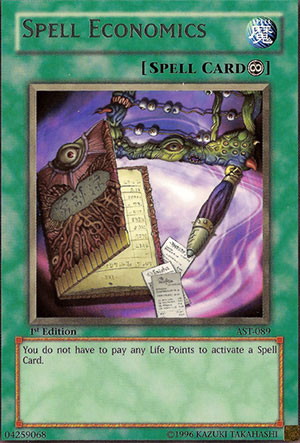 Spell Economics
魔
[Spell Card]
1st Edition AST-089
You do not have to pay any Life Points to activate a Spell
Card.
04259068 ©1996 KAZUKI TAKAHASHI